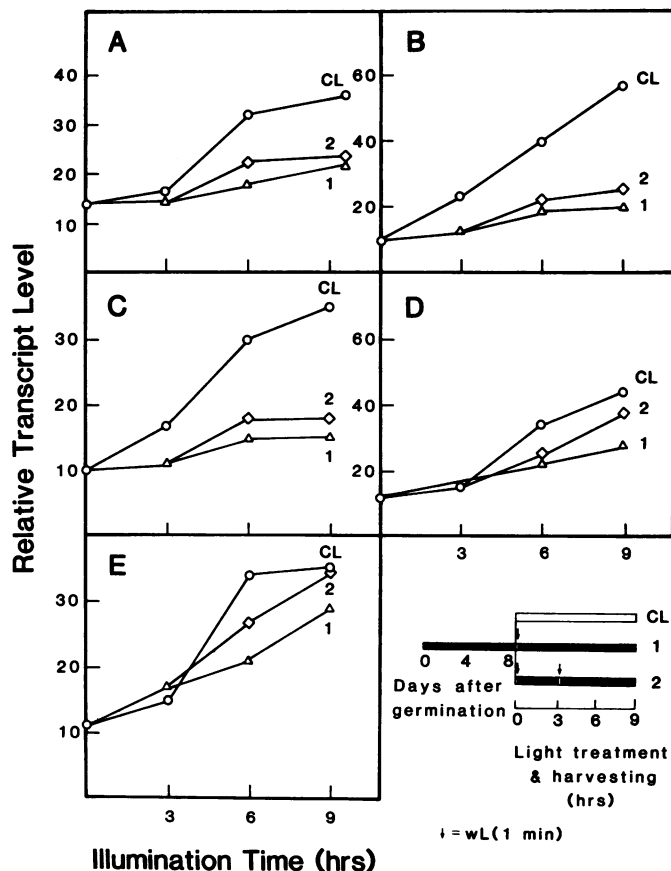 A
B
40
30
20
10
CL
2
1
60
40
20
CL
2
1
C
D
30
20
10
CL
2
1
60
40
20
CL
2
1
3
6
9
E
30
20
10
CL
2
1
3
6
9
Relative Transcript Level
Illumination Time (hrs)
CL
1
2
0 4 8
Days after
germination
0 3 6 9
Light treatment
& harvesting
(hrs)
↓ = wL(1 min)